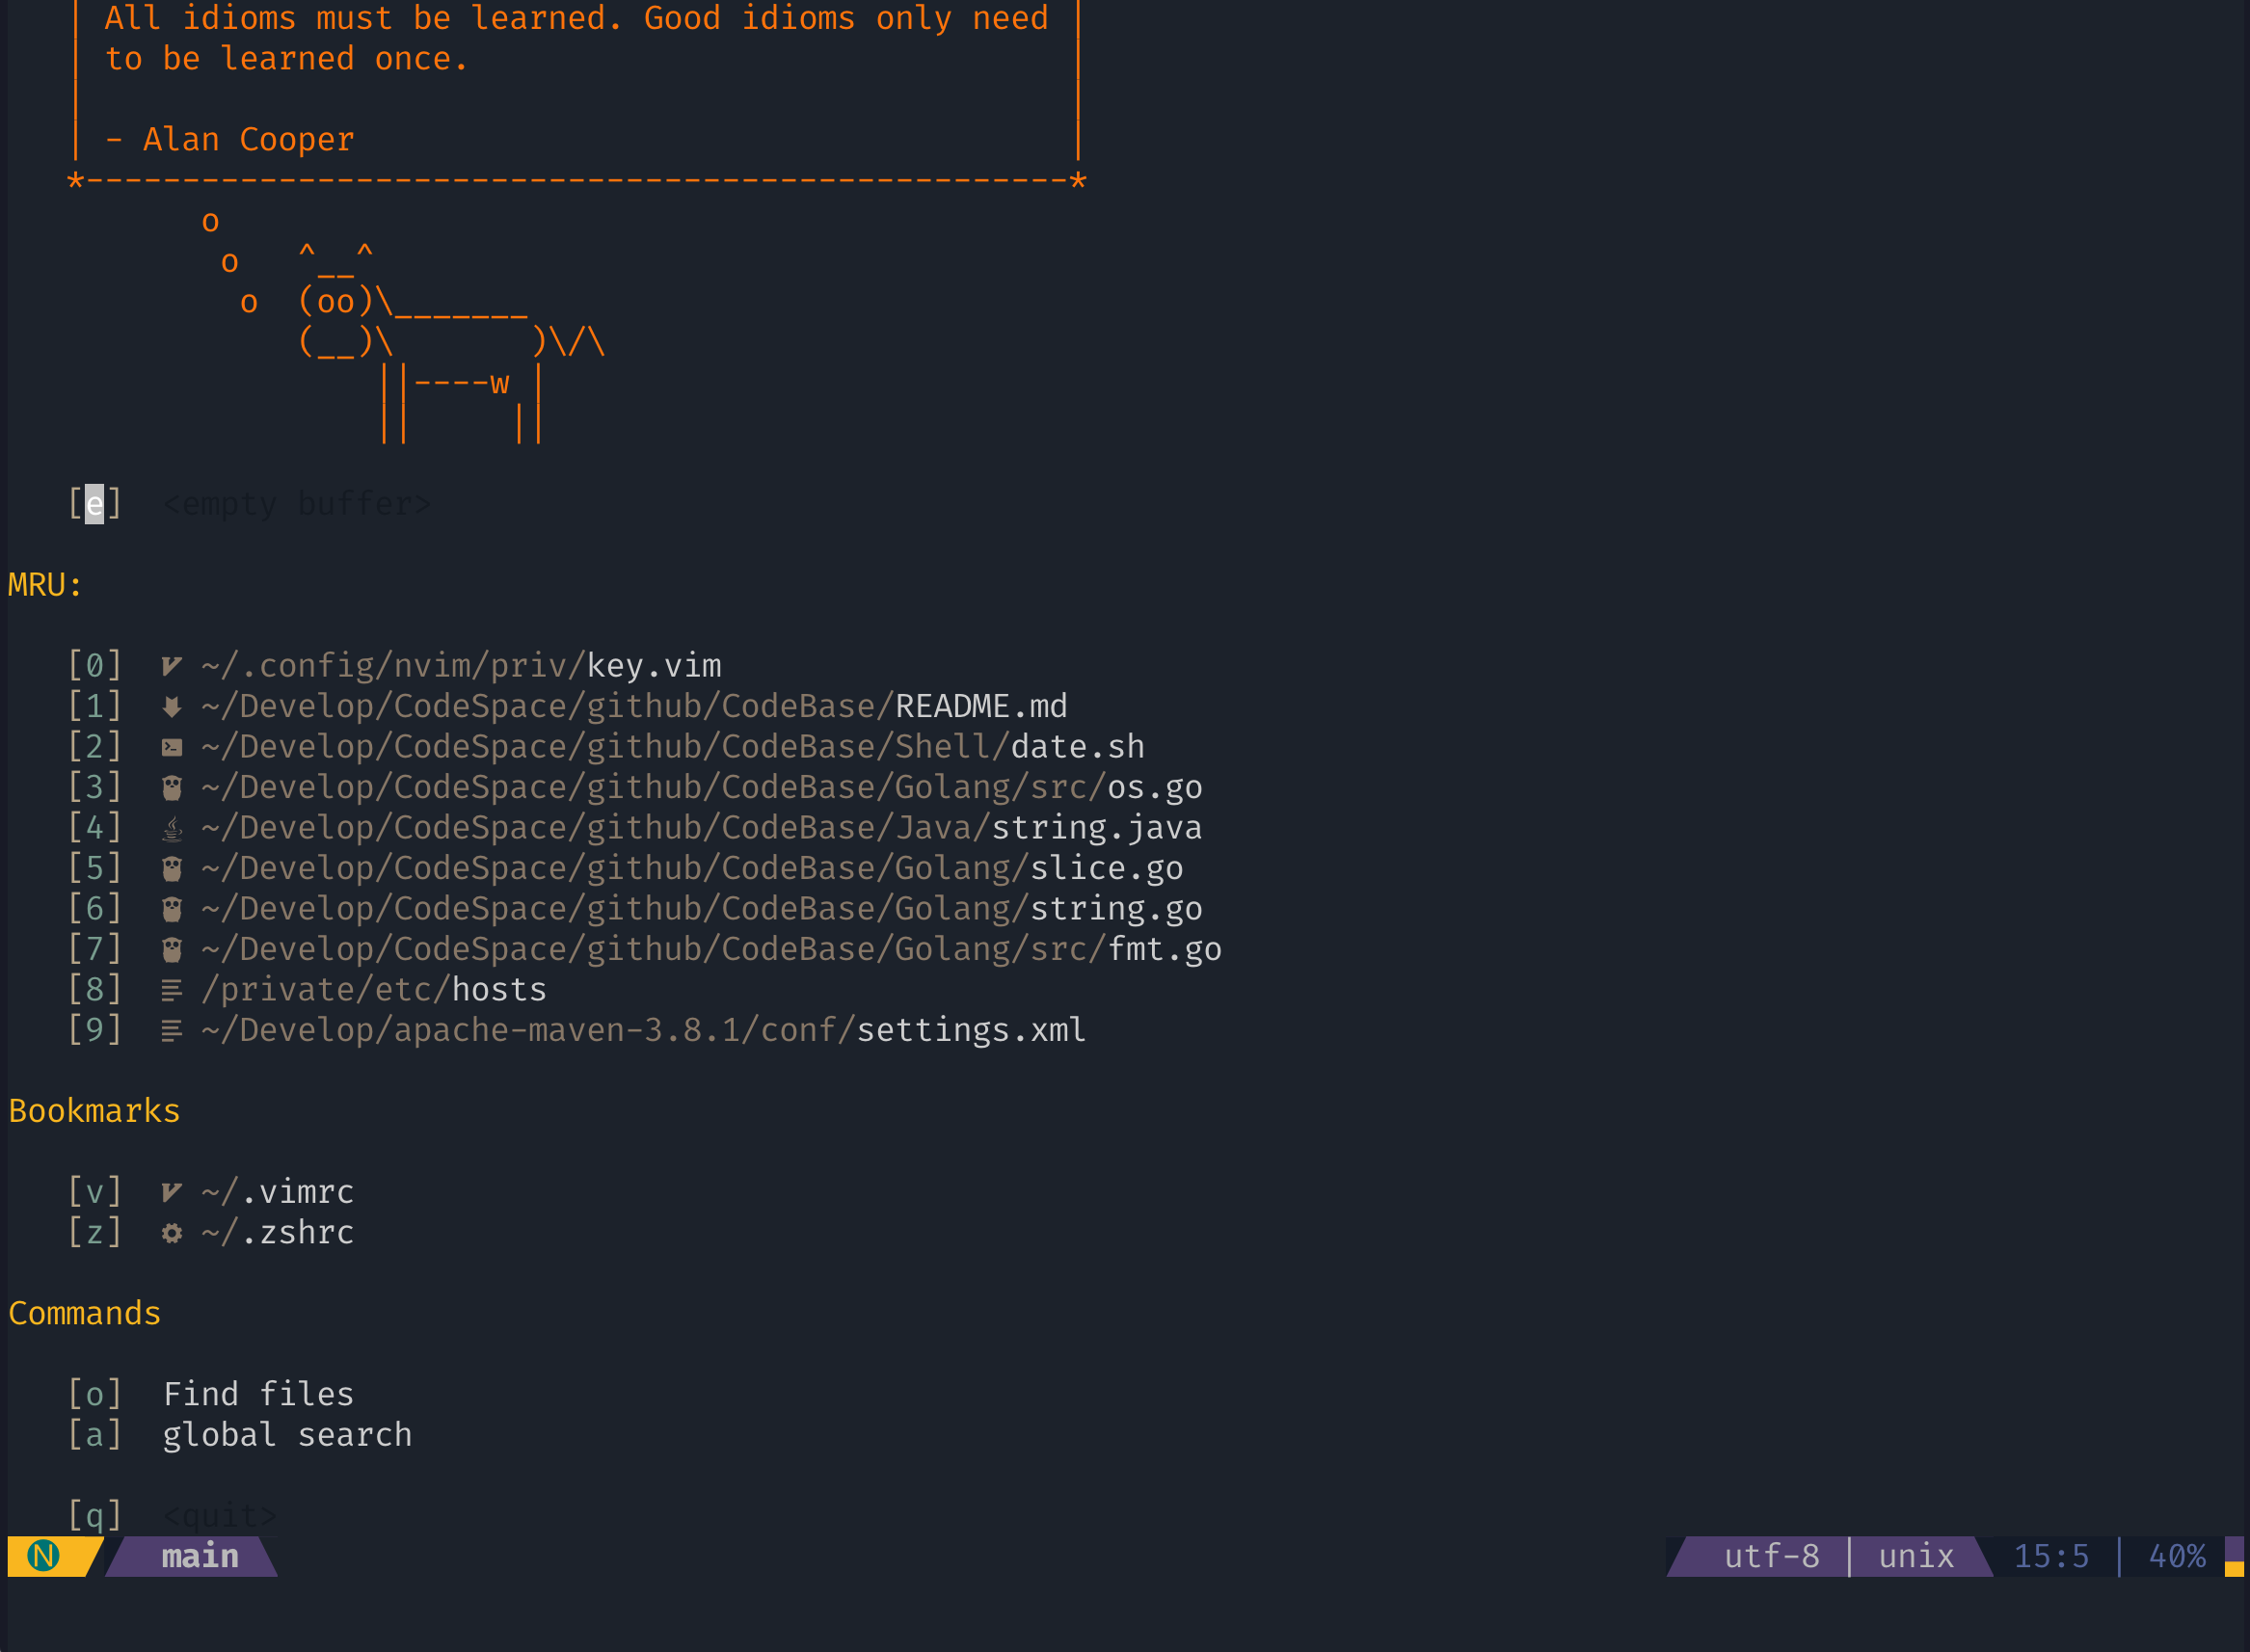 | All idioms must be learned. Good idioms only need |
| to be learned once. |
| |
| - Alan Cooper |
*---------------------------------------------------*
o
o ^__^
o (oo)\_______
(__)\ )\/\
||----w |
|| ||
[e] <empty buffer>
MRU:
[0] ~/.config/nvim/priv/key.vim
[1] ~/Develop/CodeSpace/github/CodeBase/README.md
[2] ~/Develop/CodeSpace/github/CodeBase/Shell/date.sh
[3] ~/Develop/CodeSpace/github/CodeBase/Golang/src/os.go
[4] ~/Develop/CodeSpace/github/CodeBase/Java/string.java
[5] ~/Develop/CodeSpace/github/CodeBase/Golang/slice.go
[6] ~/Develop/CodeSpace/github/CodeBase/Golang/string.go
[7] ~/Develop/CodeSpace/github/CodeBase/Golang/src/fmt.go
[8] /private/etc/hosts
[9] ~/Develop/apache-maven-3.8.1/conf/settings.xml
Bookmarks
[v] ~/.vimrc
[z] ~/.zshrc
Commands
[o] Find files
[a] global search
[q] <quit>
N main utf-8 | unix 15:5 | 40%